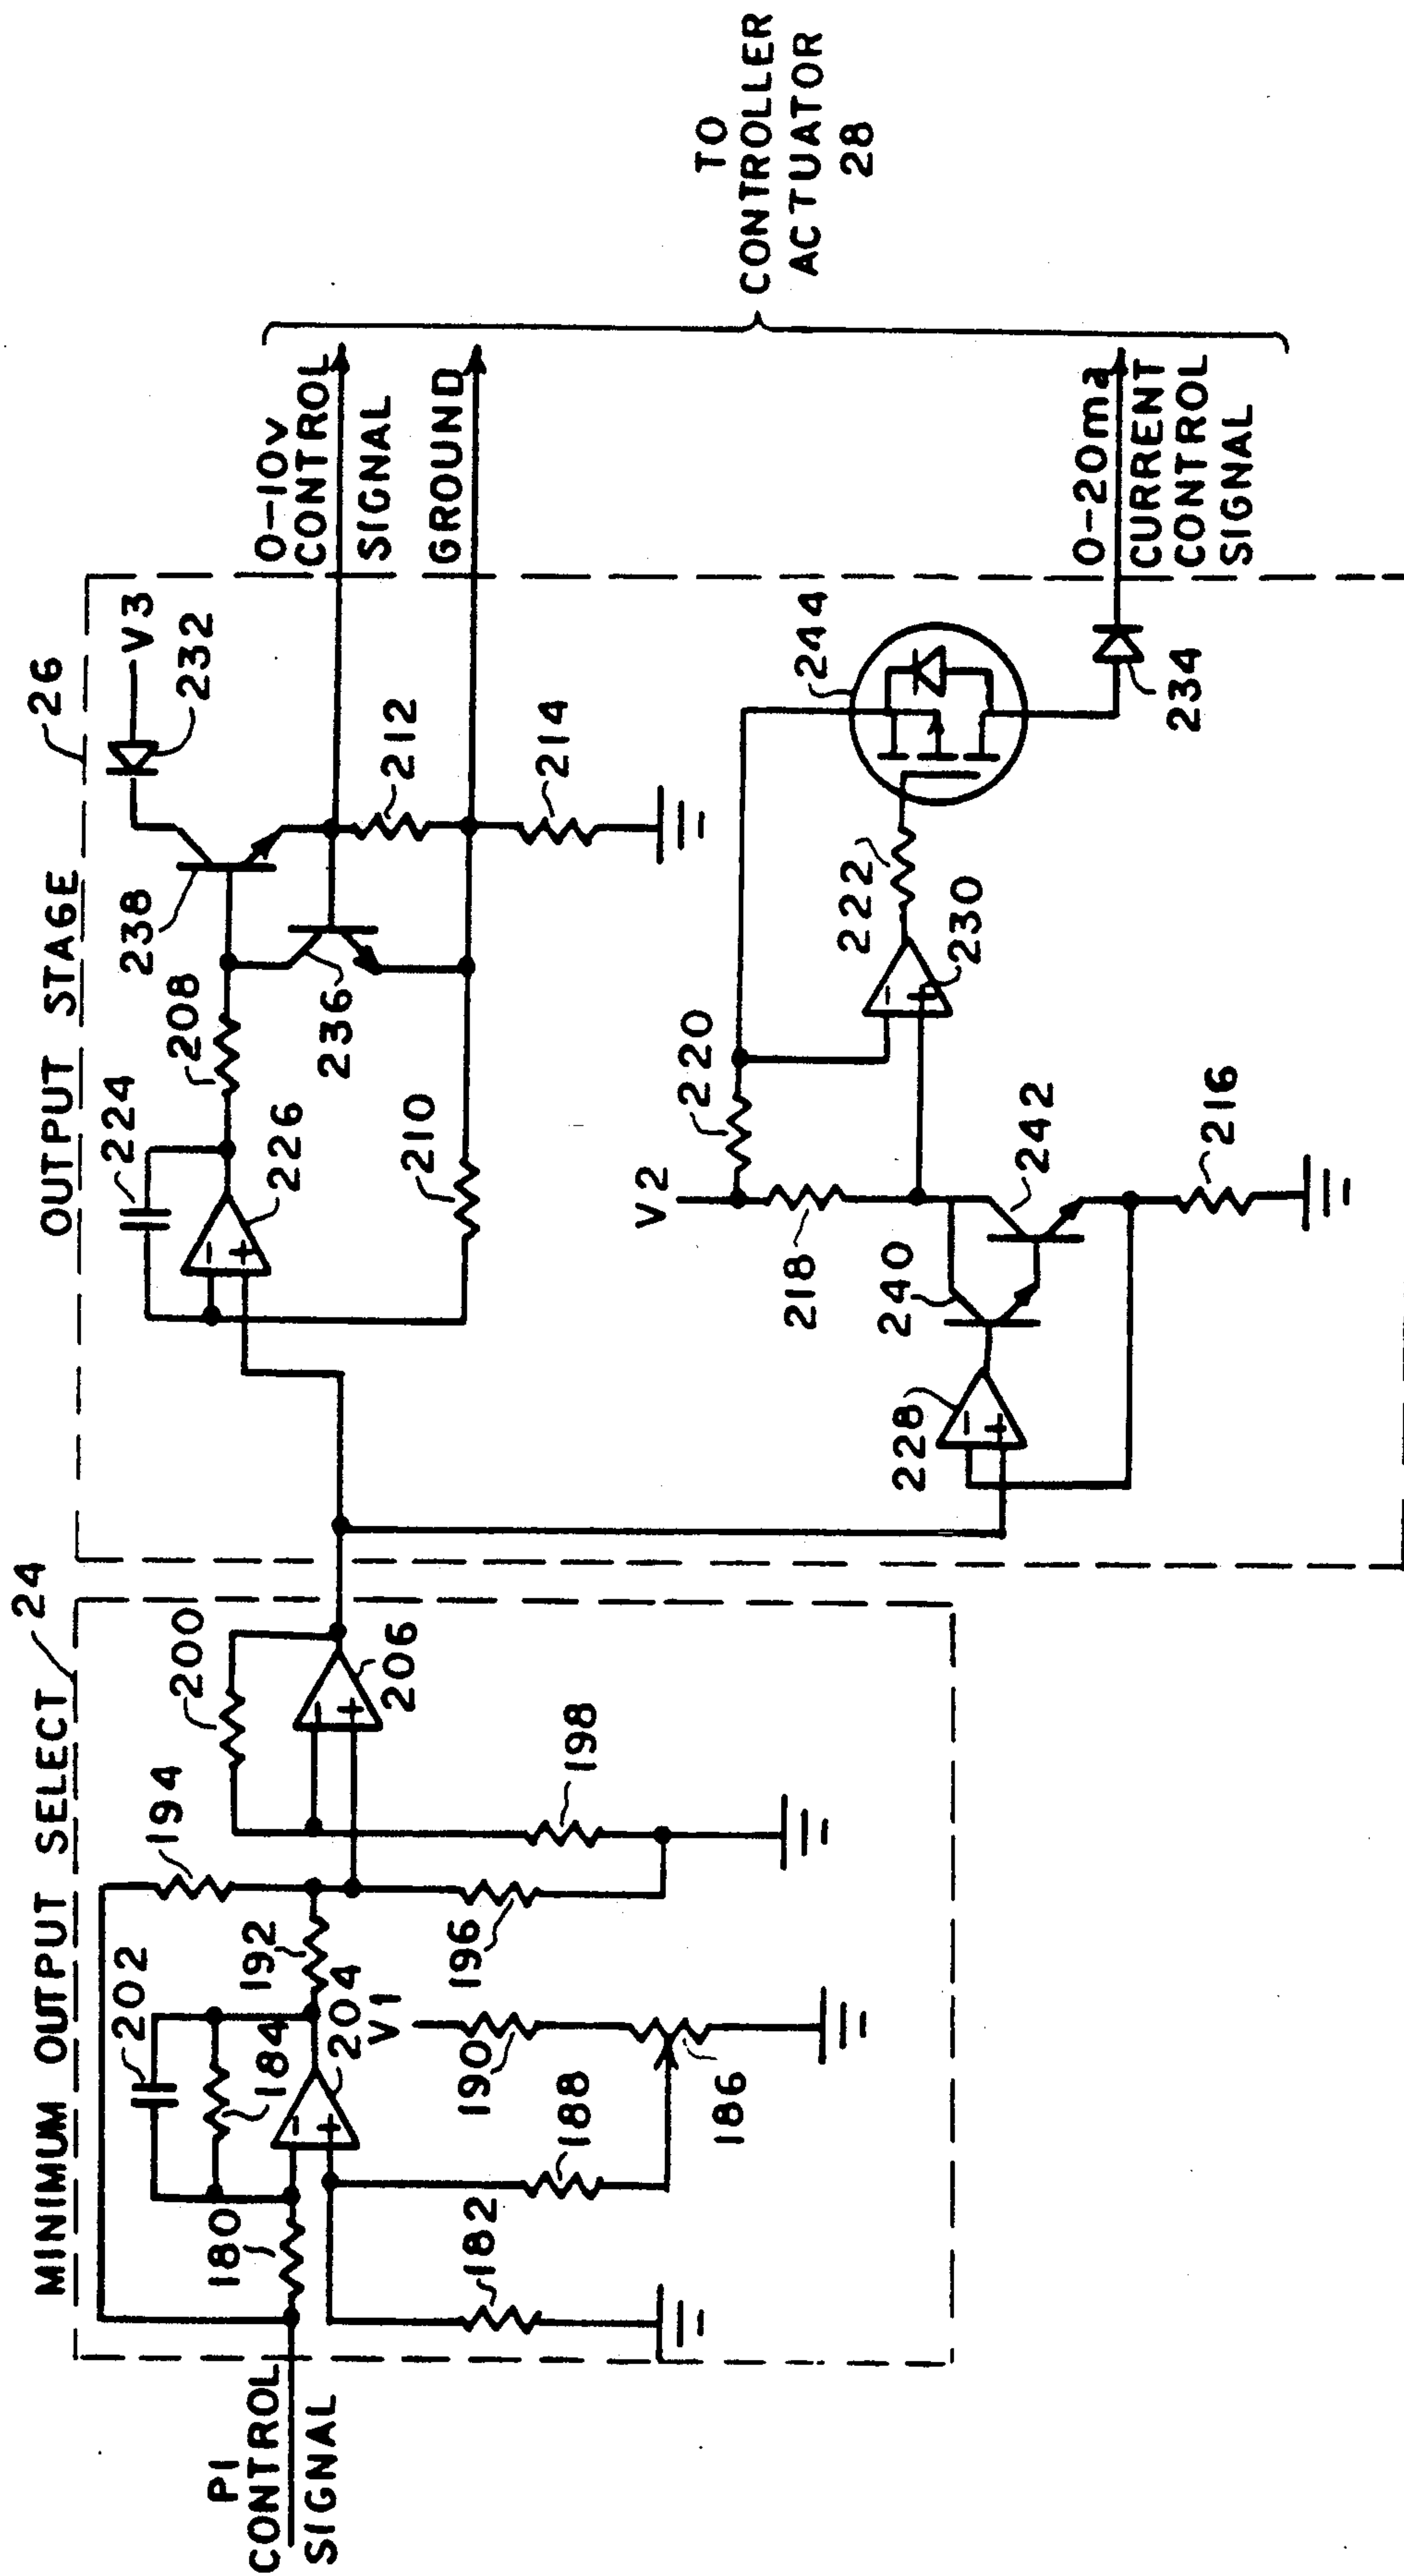 MINIMUM OUTPUT SELECT
24
PI
CONTROL
SIGNAL
180
182
184
202
204
188
186
190
V1
192
194
196
198
200
206
OUTPUT STAGE
26
224
226
208
210
236
238
232
V3
212
214
0-10v
CONTROL
SIGNAL
GROUND
228
240
242
216
218
V2
220
230
222
244
234
0-20ma
CURRENT
CONTROL
SIGNAL
TO
CONTROLLER
ACTUATOR
28